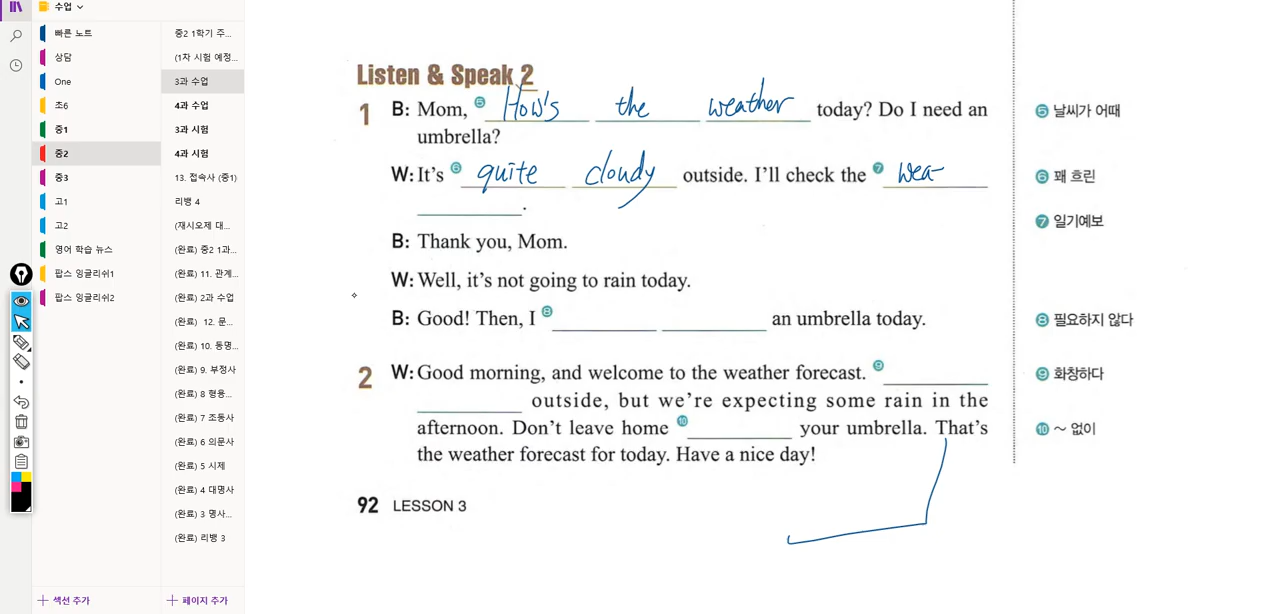 수업
빠른 노트
상담
One
초6
중1
중2
중3
고1
고2
영어 학습 뉴스
팝스 잉글리쉬1
팝스 잉글리쉬2
섹션 추가
중2 1학기 주...
(1차 시험 예정...
3과 수업
4과 수업
3과 시험
4과 시험
13. 접속사 (중1)
리뱅 4
(재시오제 대...
(완료) 중2 1과...
(완료) 11. 관계...
(완료) 2과 수업
(완료) 12. 문...
(완료) 10. 동명...
(완료) 9. 부정사
(완료) 8 형용...
(완료) 7 조동사
(완료) 6 의문사
(완료) 5 시제
(완료) 4 대명사
(완료) 3 명사...
(완료) 리뱅 3
페이지 추가
Listen & Speak 2
1 B: Mom, ⑤ How's the weather today? Do I need an
umbrella?
W: It's ⑥ quite cloudy outside. I'll check the ⑦ wea-
.
B: Thank you, Mom.
W: Well, it's not going to rain today.
B: Good! Then, I ⑧ an umbrella today.
2 W: Good morning, and welcome to the weather forecast. ⑨
outside, but we're expecting some rain in the
afternoon. Don't leave home ⑩ your umbrella. That's
the weather forecast for today. Have a nice day!
92 LESSON 3
⑤ 날씨가 어때
⑥ 꽤 흐린
⑦ 일기예보
⑧ 필요하지 않다
⑨ 화창하다
⑩ ~ 없이